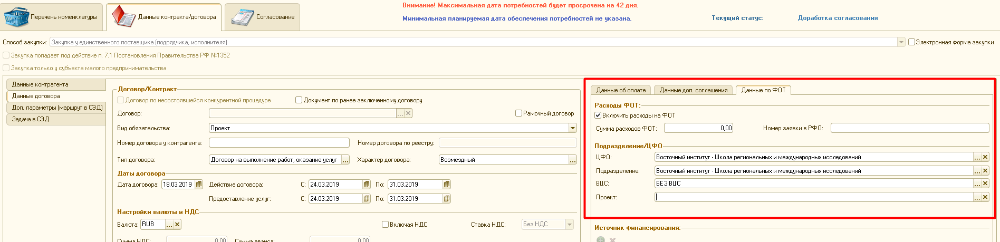 Перечень номенклатуры
Данные контракта/договора
Согласование
Внимание! Максимальная дата потребностей будет просрочена на 42 дня.
Минимальная планируемая дата обеспечения потребностей не указана.
Текущий статус: Доработка согласования
Способ закупки: Закупка у единственного поставщика (подрядчика, исполнителя)
Электронная форма закупки
Закупка попадает под действие п. 7.1 Постановления Правительства РФ №1352
Закупка только у субъекта малого предпринимательства
Данные контрагента
Данные договора
Доп. параметры (маршрут в СЭД)
Задача в СЭД
Договор/Контракт
Договор по несостоявшейся конкурентной процедуре
Документ по ранее заключенному договору
Договор: ... ×
Рамочный договор
Вид обязательства: Проект
Номер договора у контрагента:
Номер договора по реестру:
Тип договора: Договор на выполнение работ, оказание услуг ...
Характер договора: Возмездный ...
Даты договора
Дата договора: 18.03.2019
Действие договора: С: 24.03.2019 По: 31.03.2019
Предоставление услуг: С: 24.03.2019 По: 31.03.2019
Настройки валюты и НДС
Валюта: RUB ... ×
Включая НДС
Ставка НДС: Без НДС
Сумма НДС: 0,00
Сумма аванса: 0,00
Данные об оплате
Данные доп. соглашения
Данные по ФОТ
Расходы ФОТ:
Включить расходы на ФОТ
Сумма расходов ФОТ: 0,00
Номер заявки в РФО:
Подразделение/ЦФО
ЦФО: Восточный институт - Школа региональных и международных исследований ... ×
Подразделение: Восточный институт - Школа региональных и международных исследований ... ×
ВЦС: БЕЗ ВЦС ... ×
Проект: ... ×
Источник финансирования: